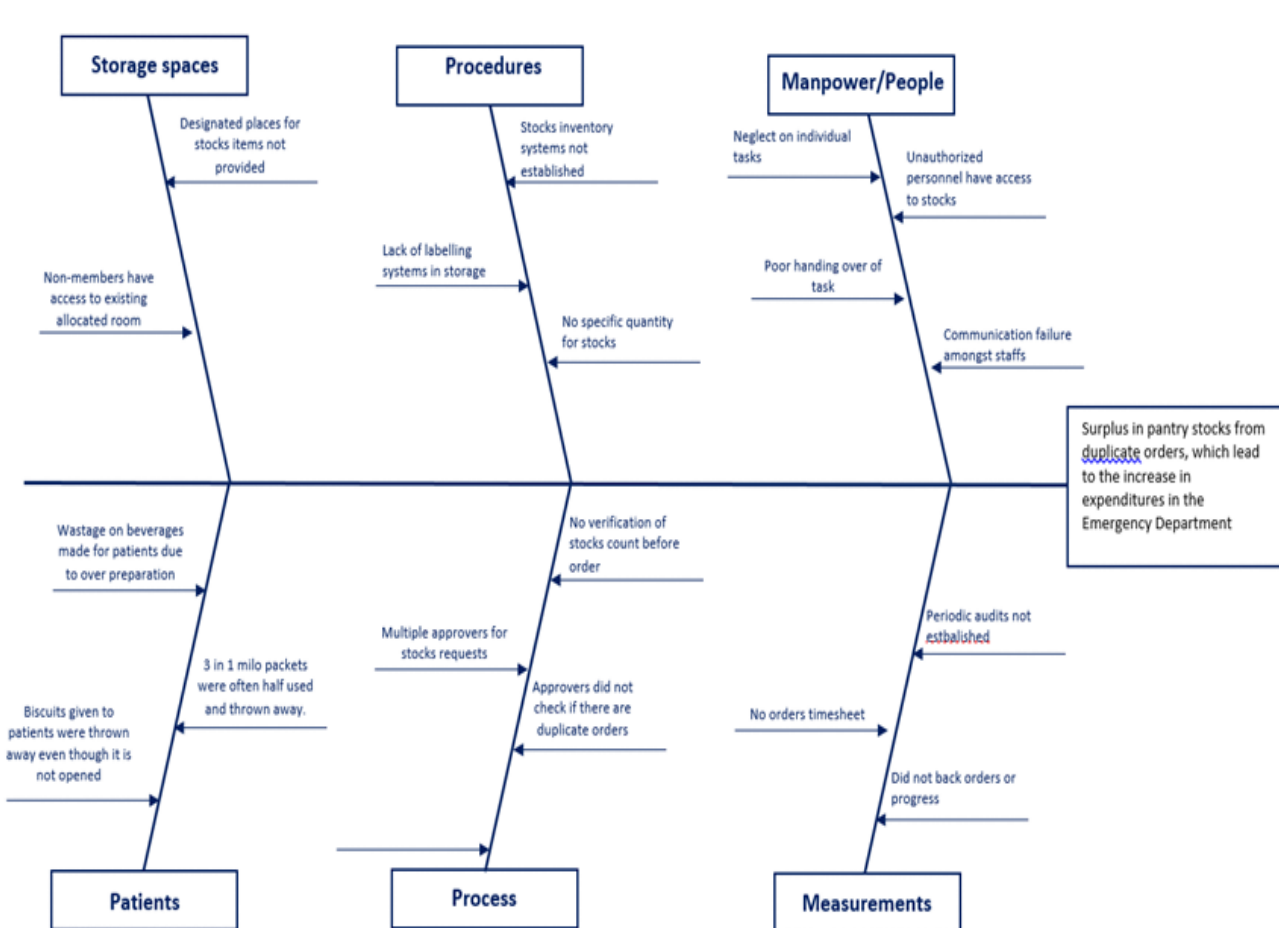 Storage spaces
Designated places for
stocks items not
provided
Non-members have
access to existing
allocated room
Procedures
Stocks inventory
systems not
established
Lack of labelling
systems in storage
No specific quantity
for stocks
Manpower/People
Neglect on individual
tasks
Unauthorized
personnel have access
to stocks
Poor handing over of
task
Communication failure
amongst staffs
Surplus in pantry stocks from
duplicate orders, which lead
to the increase in
expenditures in the
Emergency Department
Wastage on beverages
made for patients due
to over preparation
3 in 1 milo packets
were often half used
and thrown away.
Biscuits given to
patients were thrown
away even though it is
not opened
Patients
No verification of
stocks count before
order
Multiple approvers for
stocks requests
Approvers did not
check if there are
duplicate orders
Process
Periodic audits not
estbalished
No orders timesheet
Did not back orders or
progress
Measurements